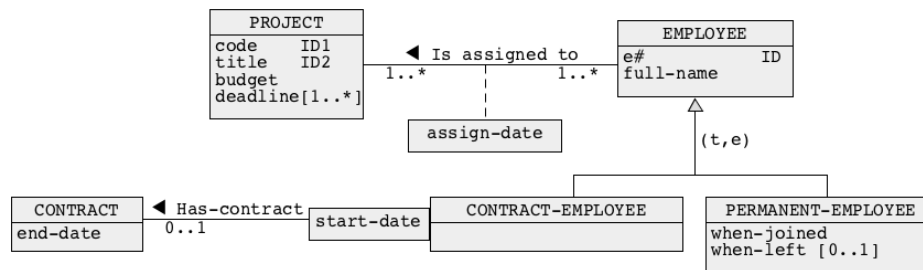 PROJECT
code ID1
title ID2
budget
deadline[1..*]
◀ Is assigned to
1..*
1..*
EMPLOYEE
e# ID
full-name
assign-date
(t,e)
CONTRACT
end-date
◀ Has-contract
0..1
start-date
CONTRACT-EMPLOYEE
PERMANENT-EMPLOYEE
when-joined
when-left [0..1]